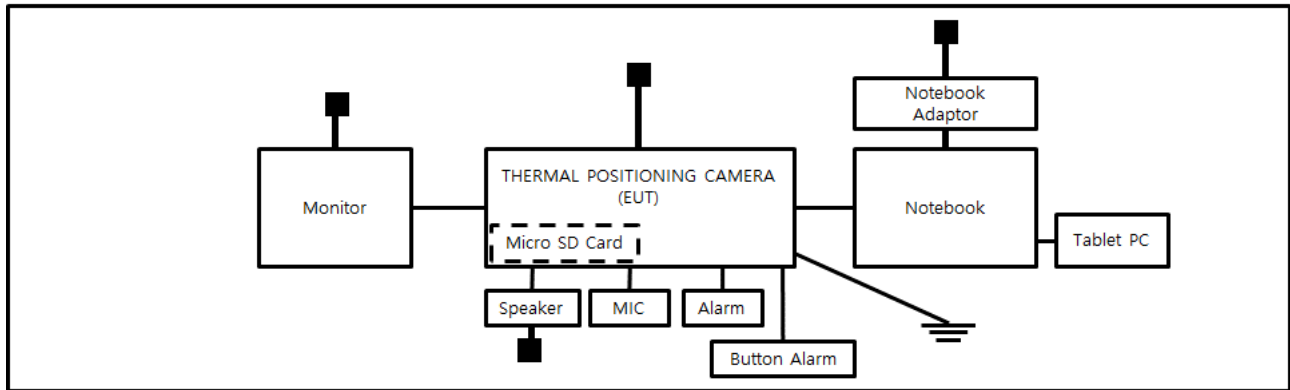 Notebook
Adaptor
THERMAL POSITIONING CAMERA
(EUT)
Monitor
Notebook
Micro SD Card
Tablet PC
Speaker
MIC
Alarm
Button Alarm